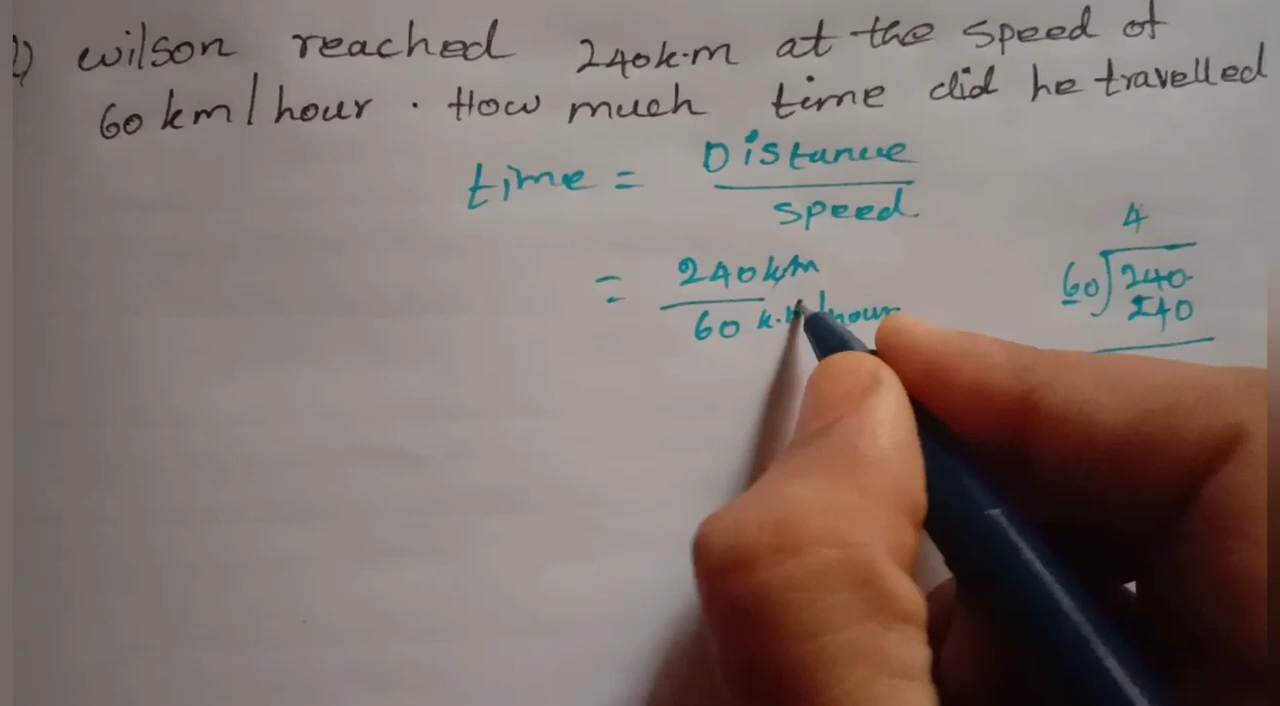 wilson reached 240k.m at the speed of
60 km/hour . How much time did he travelled
time = Distance
speed
= 240km
60 k.m/hour
4
60)240
240